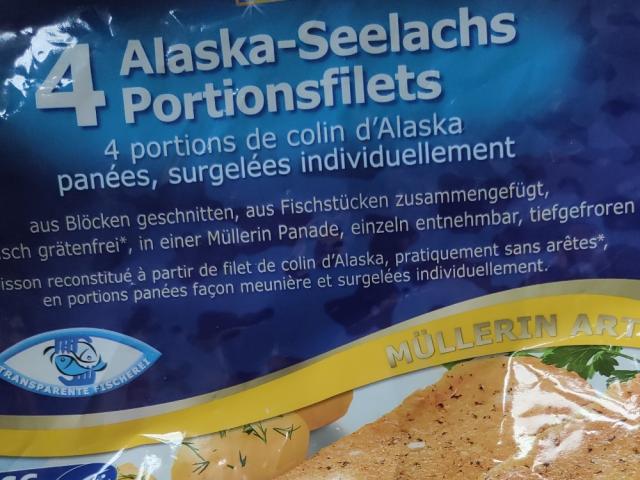 4 Alaska-Seelachs
Portionsfilets
4 portions de colin d'Alaska
panées, surgelées individuellement
aus Blöcken geschnitten, aus Fischstücken zusammengefügt,
grätenfrei*, in einer Müllerin Panade, einzeln entnehmbar, tiefgefroren
reconstitué à partir de filet de colin d'Alaska, pratiquement sans arêtes*,
en portions panées façon meunière et surgelées individuellement.
TRANSPARENTE FISCHEREI
MÜLLERIN ART